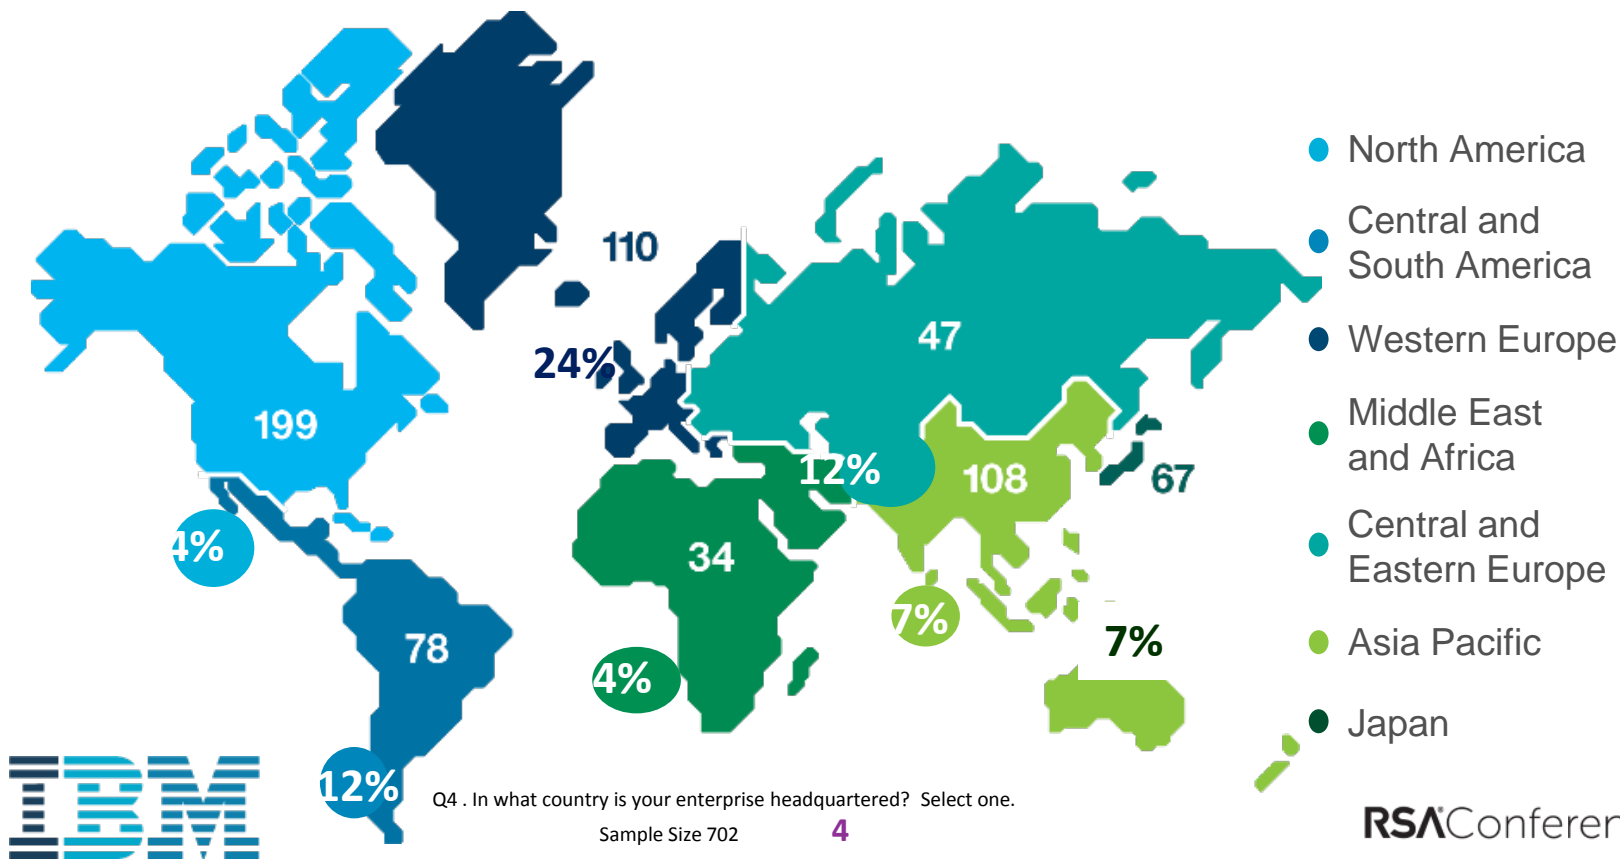 110
24%
47
199
12%
108
67
4%
34
7%
7%
78
4%
12%
North America
Central and
South America
Western Europe
Middle East
and Africa
Central and
Eastern Europe
Asia Pacific
Japan
IBM
Q4 . In what country is your enterprise headquartered?  Select one.
Sample Size 702
4
RSAConferen